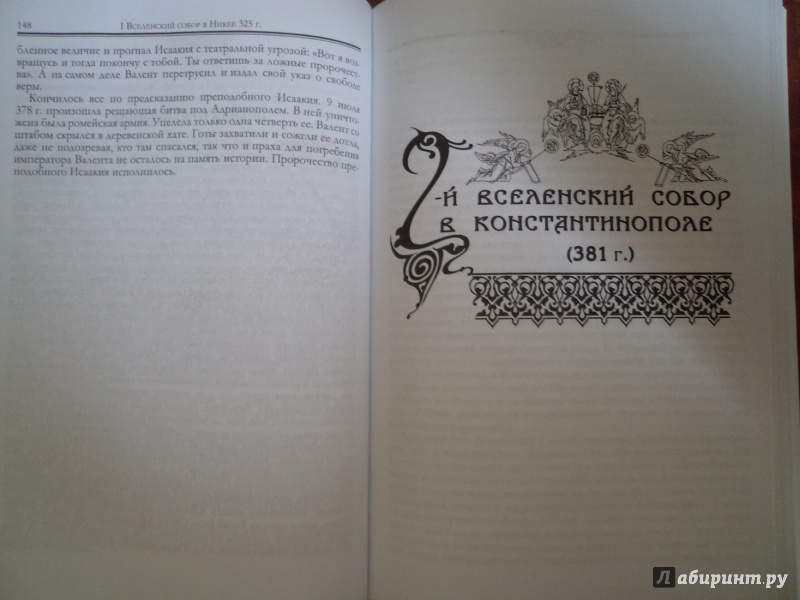 148
I Вселенский собор в Никее 325 г.
бленное величие и прогнал Исаакия с театральной угрозой: «Вот я воз-
вращусь и тогда покончу с тобой. Ты ответишь за ложные пророчест-
ва». А на самом деле Валент перетрусил и издал свой указ о свободе
веры.
Кончилось все по предсказанию преподобного Исаакия. 9 июля
378 г. произошла решающая битва под Адрианополем. В ней уничто-
жена была ромейская армия. Уцелела только одна четверть ее. Валент со
штабом скрылся в деревенской хате. Готы захватили и сожгли ее дотла,
даже не подозревая, кто там спасался, так что и праха для погребения
императора Валента не осталось на память истории. Пророчество пре-
подобного Исаакия исполнилось.
2-й Вселенский собор
в Константинополе
(381 г.)
Лабиринт.ру